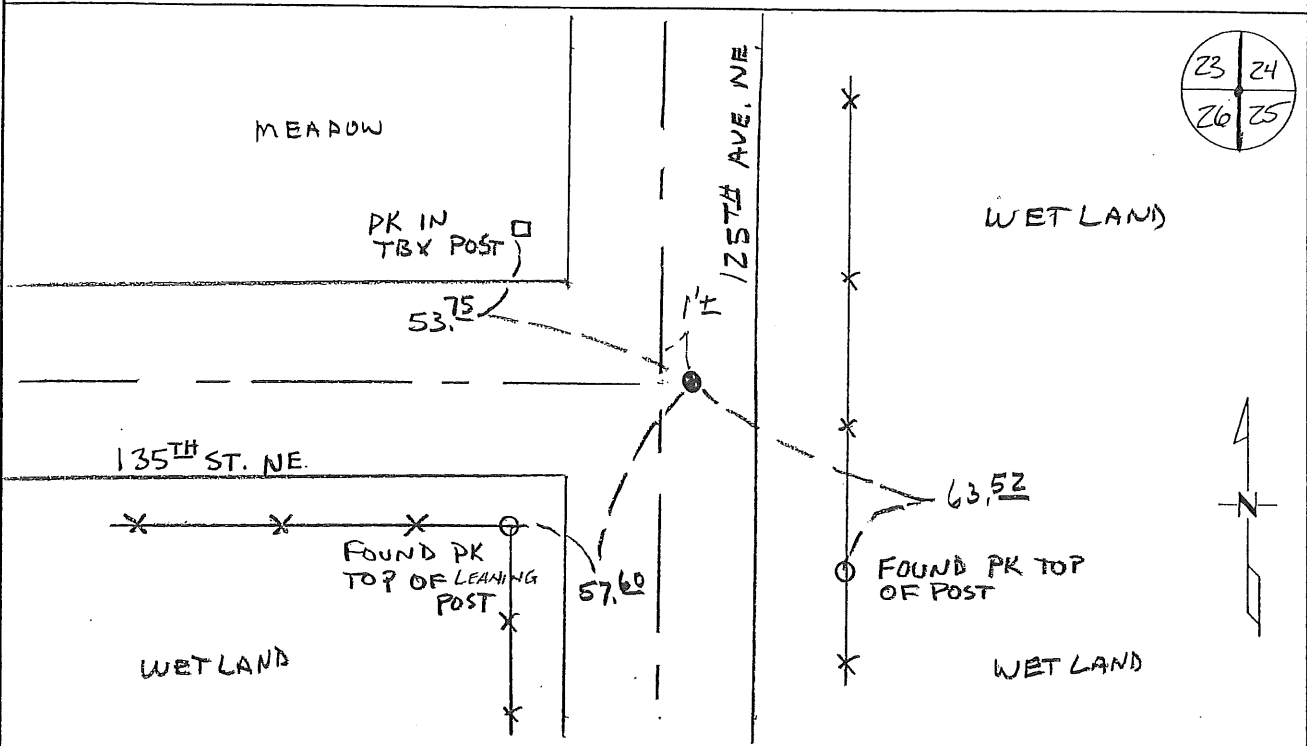 23 24
26 25
MEADOW
125TH AVE. NE
WETLAND
PK IN
TBX POST
53.75
1'±
135TH ST. NE.
63.52
N
FOUND PK
TOP OF LEANING
POST
57.60
FOUND PK TOP
OF POST
WETLAND
WETLAND